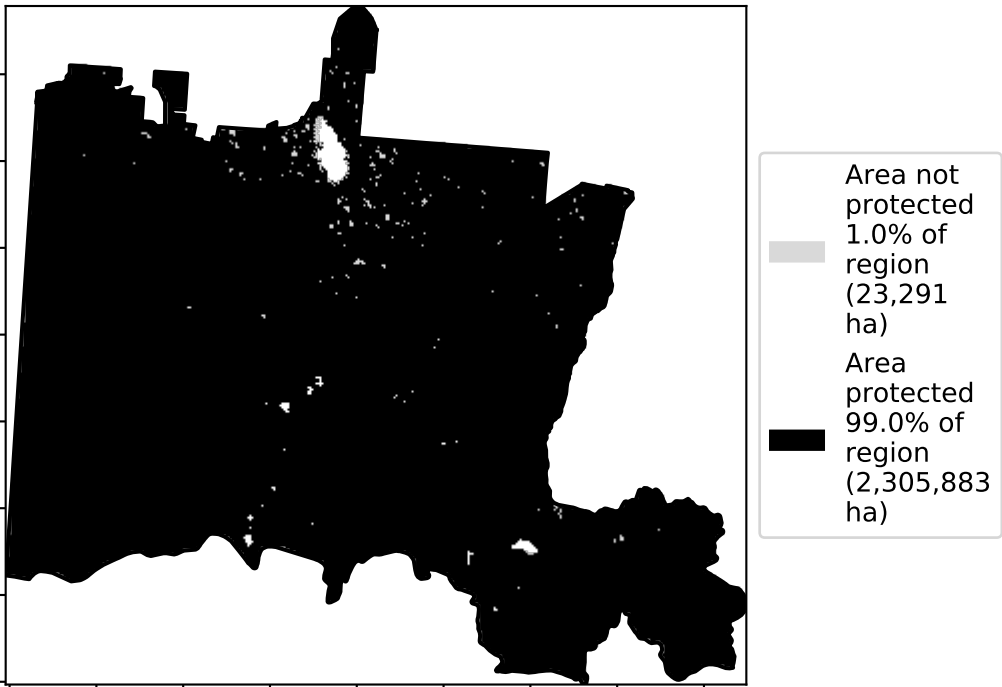 Area not
protected
1.0% of
region
(23,291
ha)
Area
protected
99.0% of
region
(2,305,883
ha)